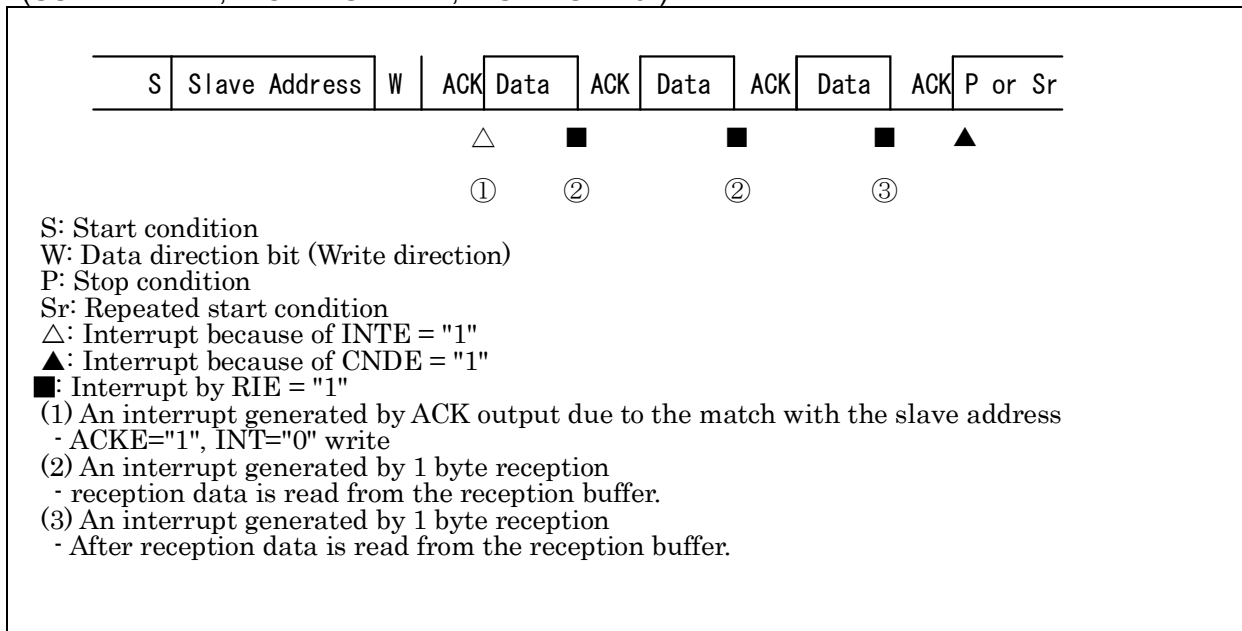 S Slave Address W ACK Data ACK Data ACK Data ACK P or Sr
△ ■ ■ ■ ▲
① ② ② ③
S: Start condition
W: Data direction bit (Write direction)
P: Stop condition
Sr: Repeated start condition
△: Interrupt because of INTE = "1"
▲: Interrupt because of CNDE = "1"
■: Interrupt by RIE = "1"
(1) An interrupt generated by ACK output due to the match with the slave address
- ACKE="1", INT="0" write
(2) An interrupt generated by 1 byte reception
- reception data is read from the reception buffer.
(3) An interrupt generated by 1 byte reception
- After reception data is read from the reception buffer.